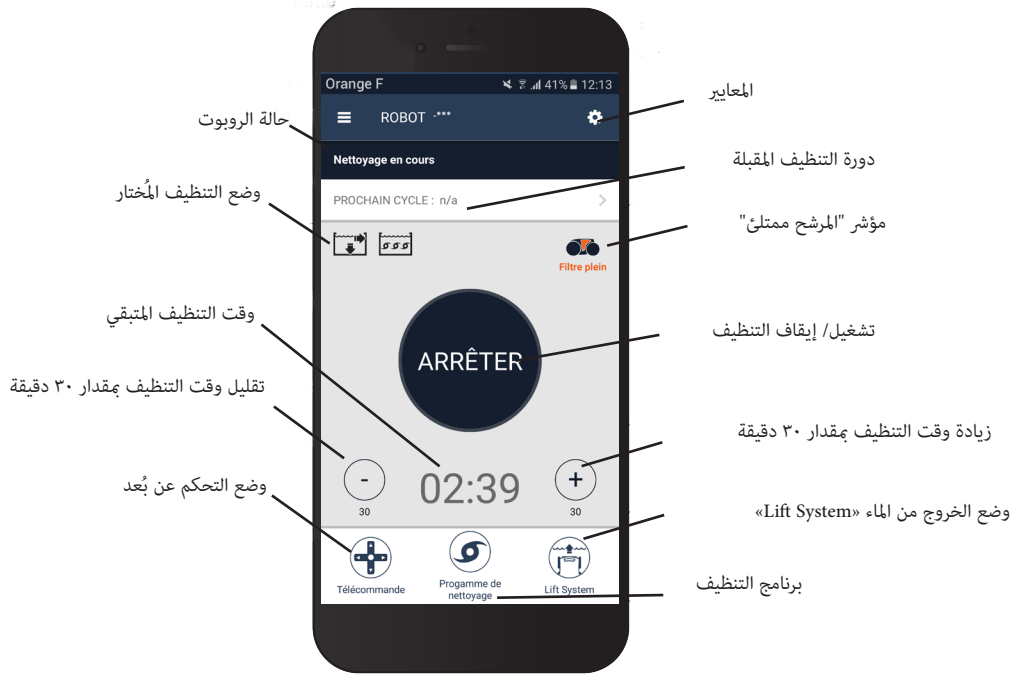 Orange F 41% 12:13
ROBOT -***
Nettoyage en cours
PROCHAIN CYCLE : n/a
Filtre plein
ARRÊTER
-
02:39
+
30
30
Télécommande
Progamme de
nettoyage
Lift System
المعايير
حالة الروبوت
دورة التنظيف المقبلة
وضع التنظيف المُختار
مؤشر "المرشح ممتلئ"
وقت التنظيف المتبقي
تشغيل/ إيقاف التنظيف
تقليل وقت التنظيف بمقدار ٣٠ دقيقة
زيادة وقت التنظيف بمقدار ٣٠ دقيقة
وضع التحكم عن بُعد
وضع الخروج من الماء «Lift System»
برنامج التنظيف